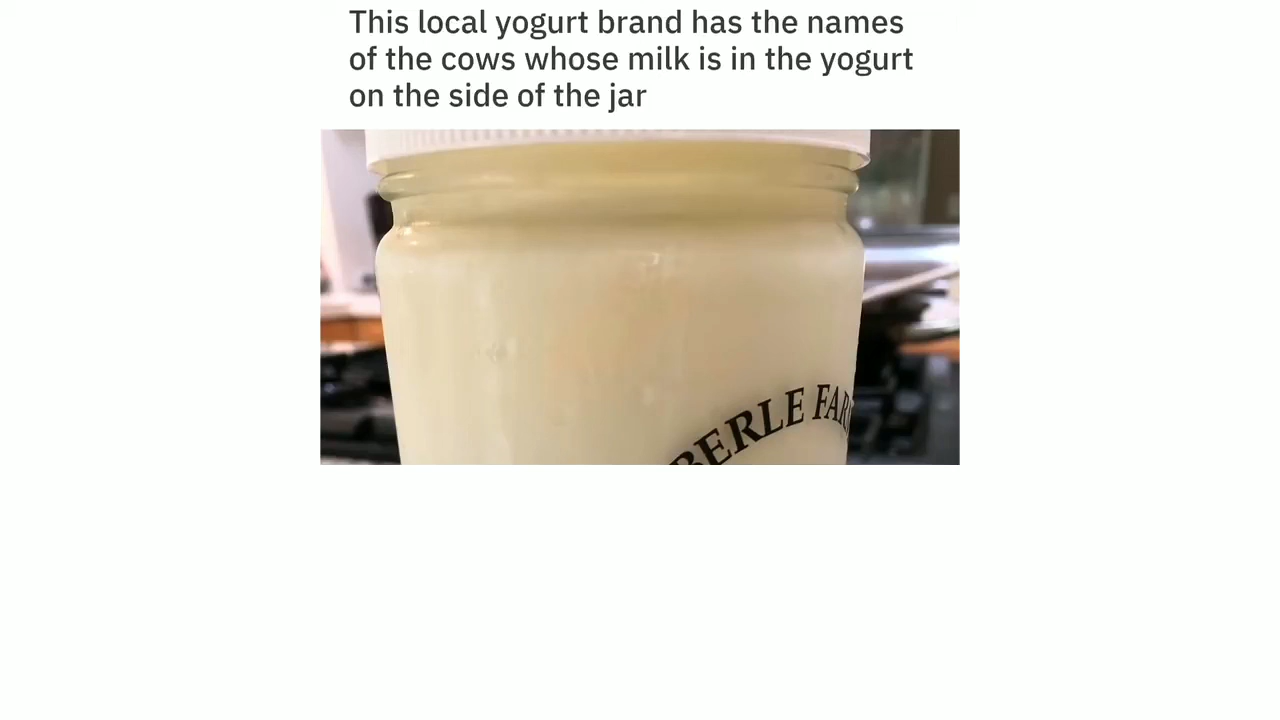 This local yogurt brand has the names
of the cows whose milk is in the yogurt
on the side of the jar
BERLE FAR